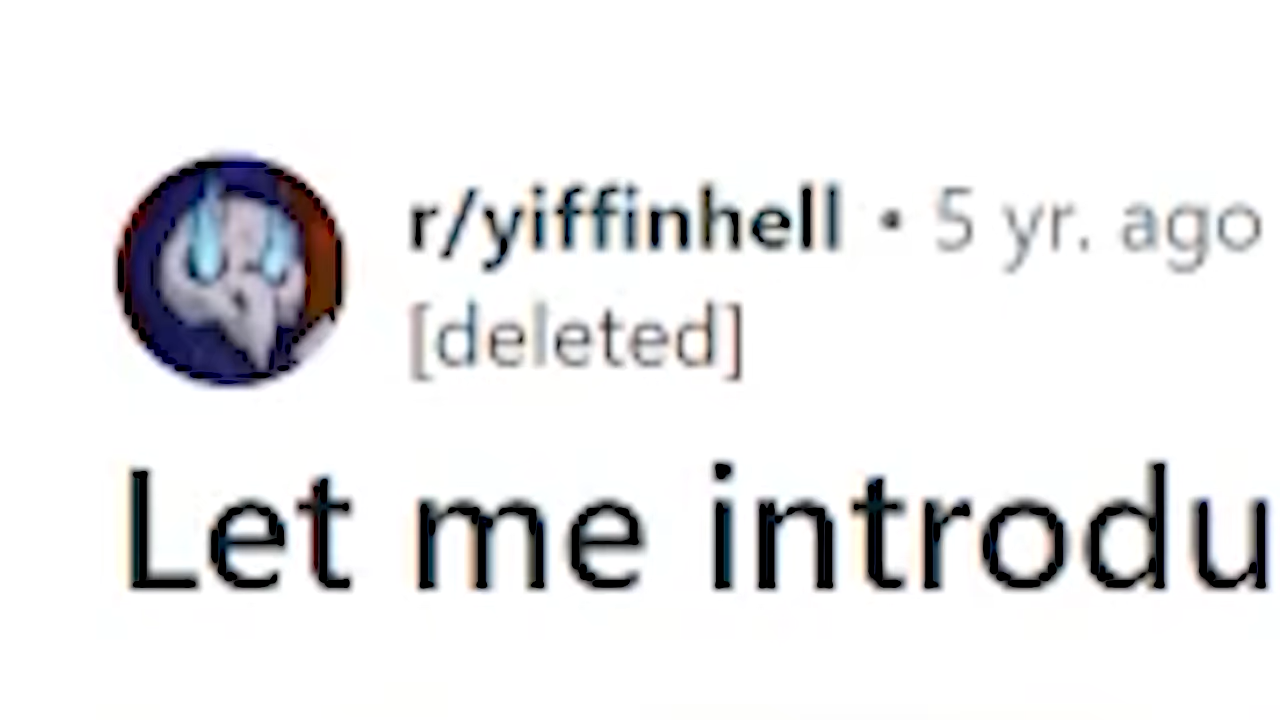 r/yiffinhell • 5 yr. ago
[deleted]
Let me introdu